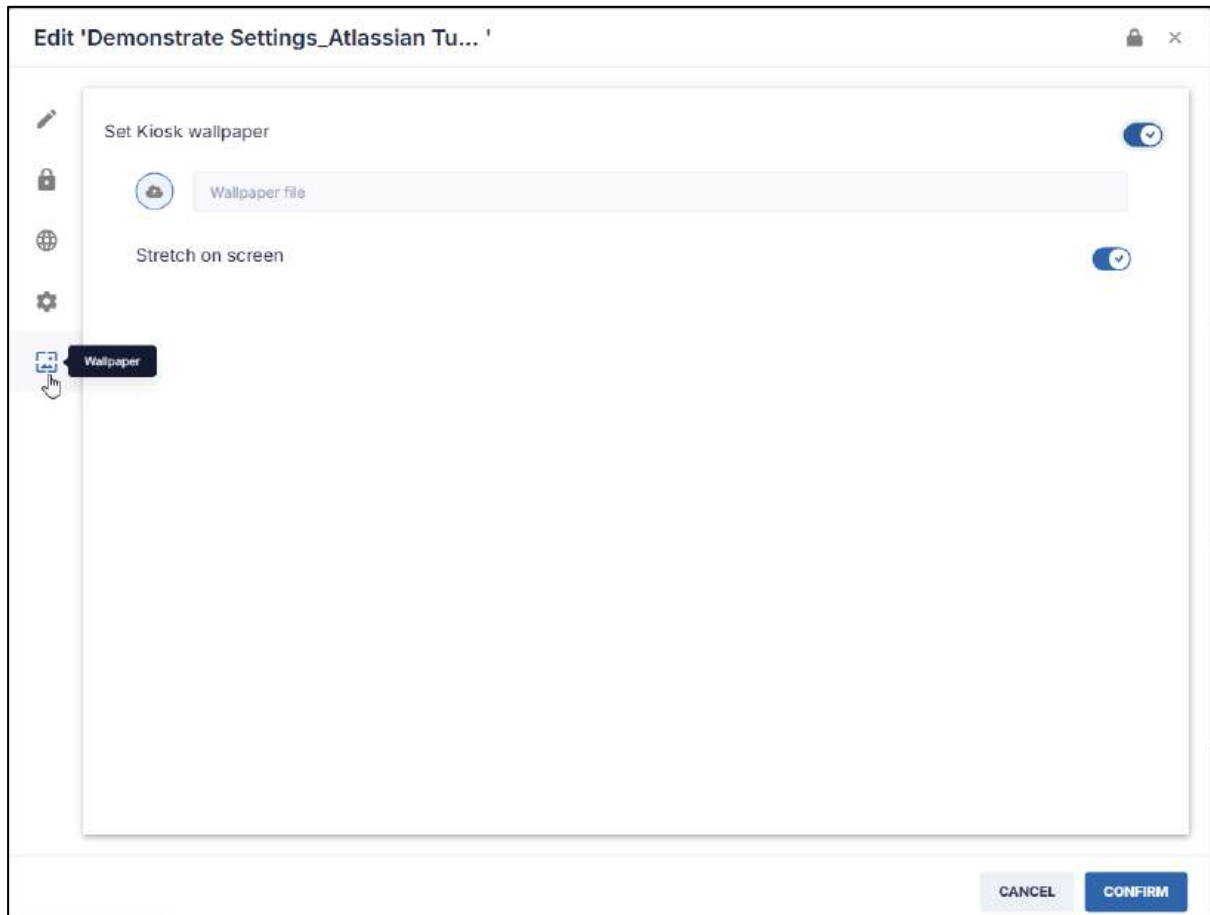 Edit 'Demonstrate Settings_Atlassian Tu... '
Set Kiosk wallpaper
Wallpaper file
Stretch on screen
Wallpaper
CANCEL
CONFIRM